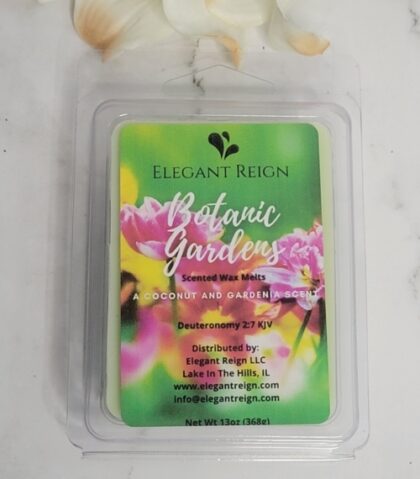 ELEGANT REIGN
Botanic
Gardens
Scented Wax Melts
A COCONUT AND GARDENIA SCENT
Deuteronomy 2:7 KJV
Distributed by:
Elegant Reign LLC
Lake In The Hills, IL
www.elegantreign.com
info@elegantreign.com
Net Wt 13oz (368g)